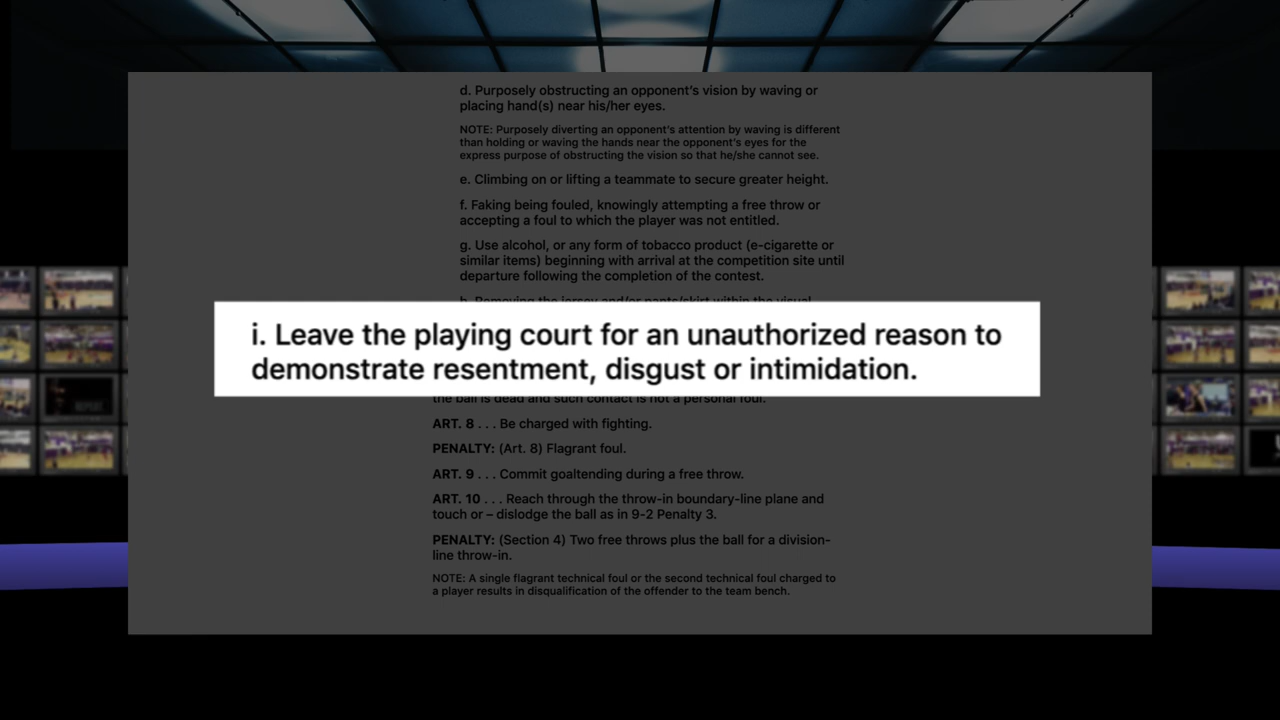 d. Purposely obstructing an opponent's vision by waving or
placing hand(s) near his/her eyes.
NOTE: Purposely diverting an opponent's attention by waving is different
than holding or waving the hands near the opponent's eyes for the
express purpose of obstructing the vision so that he/she cannot see.
e. Climbing on or lifting a teammate to secure greater height.
f. Faking being fouled, knowingly attempting a free throw or
accepting a foul to which the player was not entitled.
g. Use alcohol, or any form of tobacco product (e-cigarette or
similar items) beginning with arrival at the competition site until
departure following the completion of the contest.
h. Removing the jersey and/or pants/skirt within the visual
i. Leave the playing court for an unauthorized reason to
demonstrate resentment, disgust or intimidation.
the ball is dead and such contact is not a personal foul.
ART. 8 . . . Be charged with fighting.
PENALTY: (Art. 8) Flagrant foul.
ART. 9 . . . Commit goaltending during a free throw.
ART. 10 . . . Reach through the throw-in boundary-line plane and
touch or – dislodge the ball as in 9-2 Penalty 3.
PENALTY: (Section 4) Two free throws plus the ball for a division-
line throw-in.
NOTE: A single flagrant technical foul or the second technical foul charged to
a player results in disqualification of the offender to the team bench.